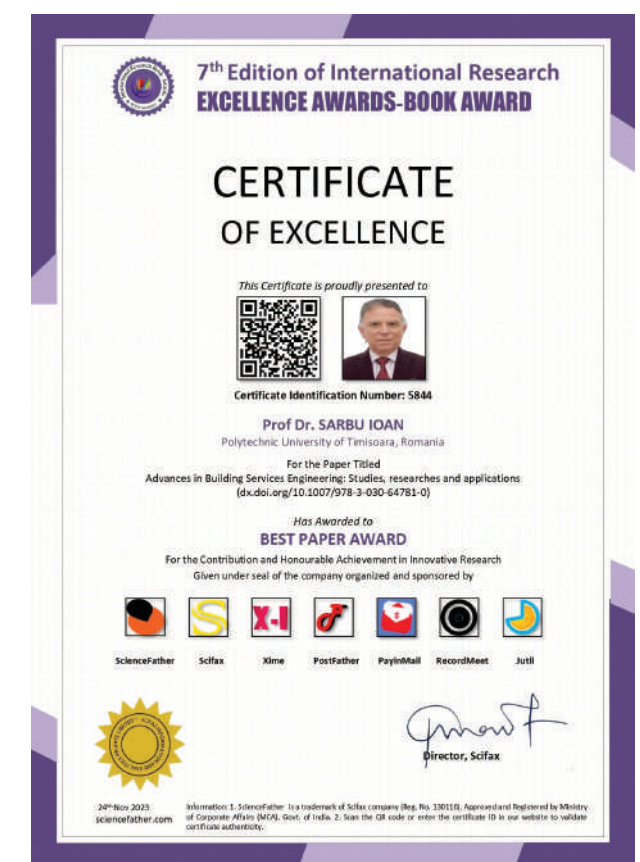 7th Edition of International Research
EXCELLENCE AWARDS-BOOK AWARD
CERTIFICATE
OF EXCELLENCE
This Certificate is proudly presented to
Certificate Identification Number: 5844
Prof Dr. SARBU IOAN
Polytechnic University of Timisoara, Romania
For the Paper Titled
Advances in Building Services Engineering: Studies, researches and applications
(dx.doi.org/10.1007/978-3-030-64781-0)
Has Awarded to
BEST PAPER AWARD
For the Contribution and Honourable Achievement in Innovative Research
Given under seal of the company organized and sponsored by
X-I
ScienceFather Scifax Xime PostFather PayinMall RecordMeet Jutli
Director, Scifax
24th Nov 2023
sciencefather.com
Information: 1. ScienceFather is a trademark of Scifax company (Reg. No. 130116), Approved and Registered by Ministry
of Corporate Affairs (MCA), Govt. of India. 2. Scan the QR code or enter the certificate ID in our website to validate
certificate authenticity.